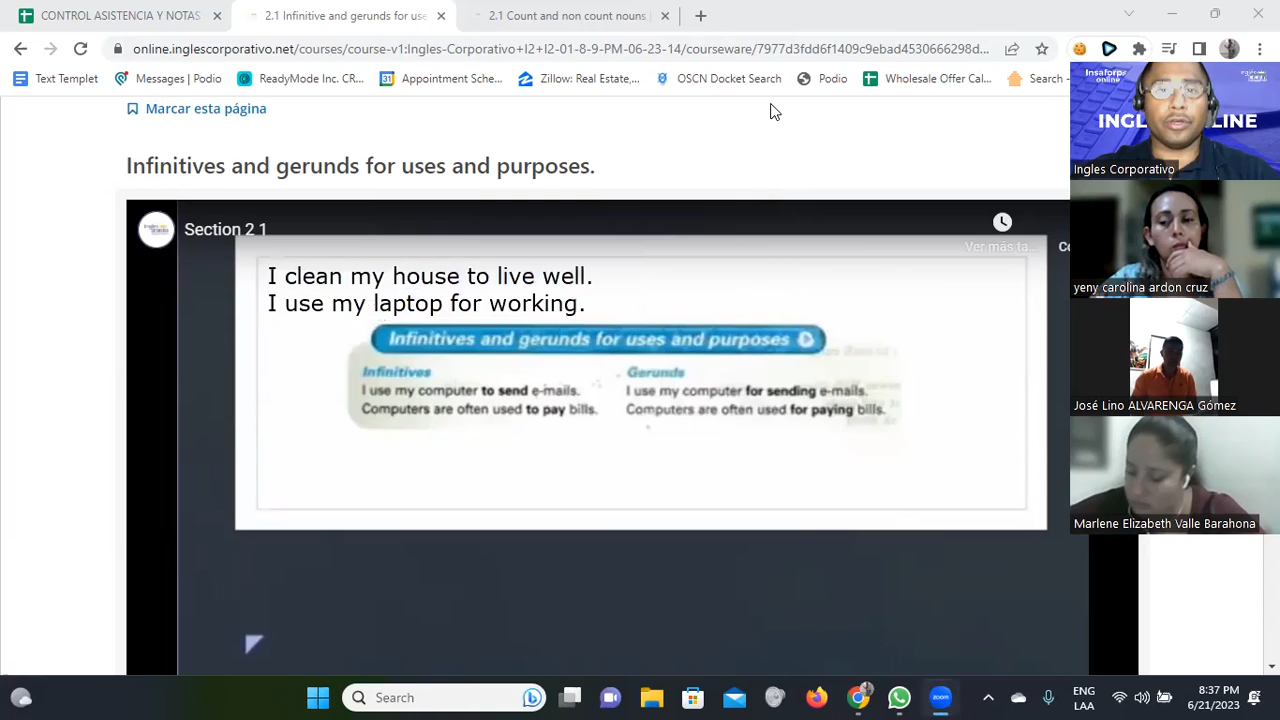 CONTROL ASISTENCIA Y NOTAS
2.1 Infinitive and gerunds for use
2.1 Count and non count nouns |
online.inglescorporativo.net/courses/course-v1:Ingles-Corporativo+I2+I2-01-8-9-PM-06-23-14/courseware/7977d3fdd6f1409c9ebad4530666298d...
Text Templet
Messages | Podio
ReadyMode Inc. CR...
Appointment Sche...
Zillow: Real Estate,...
OSCN Docket Search
Podio
Wholesale Offer Cal...
Search -
Marcar esta página
Infinitives and gerunds for uses and purposes.
Section 2.1
Ver más ta...
I clean my house to live well.
I use my laptop for working.
Infinitives and gerunds for uses and purposes
Infinitives
I use my computer to send e-mails.
Computers are often used to pay bills.
Gerunds
I use my computer for sending e-mails.
Computers are often used for paying bills.
Insaforp
online
INGL
LINE
Ingles Corporativo
yeny carolina ardon cruz
José Lino ALVARENGA Gómez
Marlene Elizabeth Valle Barahona
Search
ENG
LAA
8:37 PM
6/21/2023